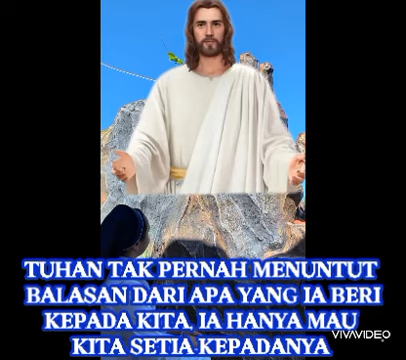 TUHAN TAK PERNAH MENUNTUT
BALASAN DARI APA YANG IA BERI
KEPADA KITA, IA HANYA MAU
KITA SETIA KEPADANYA
VIVAVIDEO